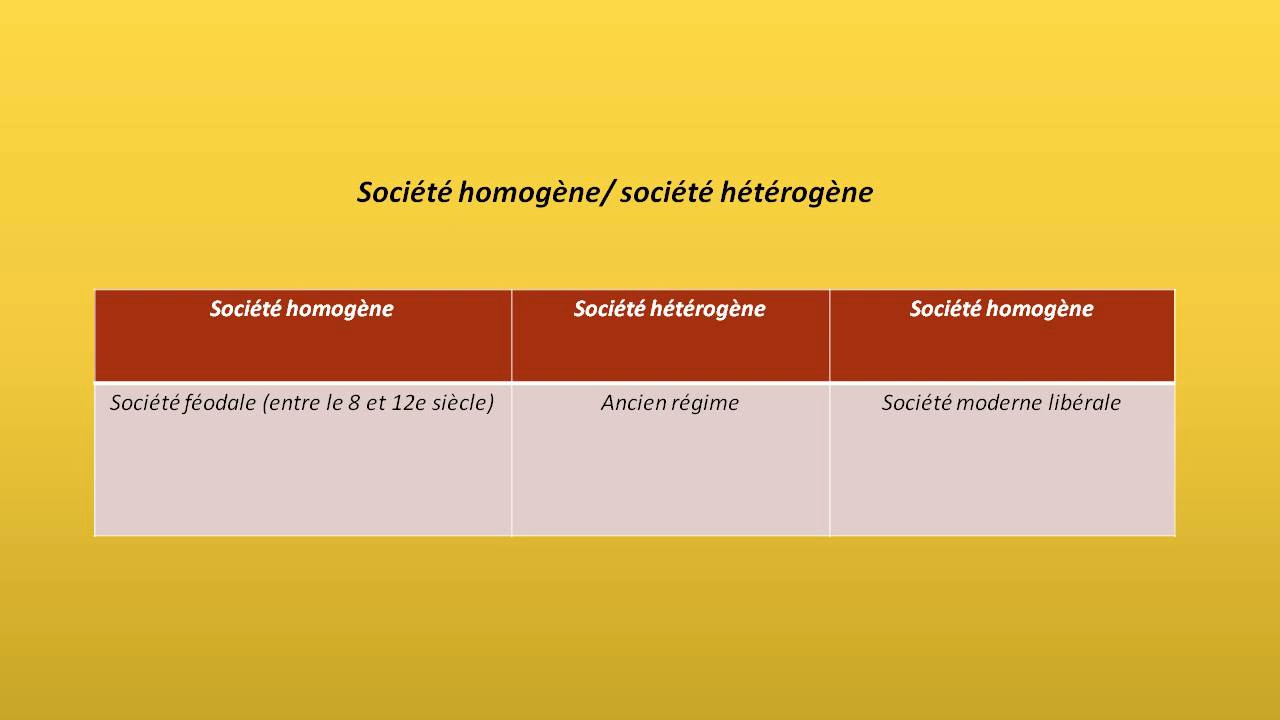 Société homogène/ société hétérogène
Société homogène
Société hétérogène
Société homogène
Société féodale (entre le 8 et 12e siècle)
Ancien régime
Société moderne libérale